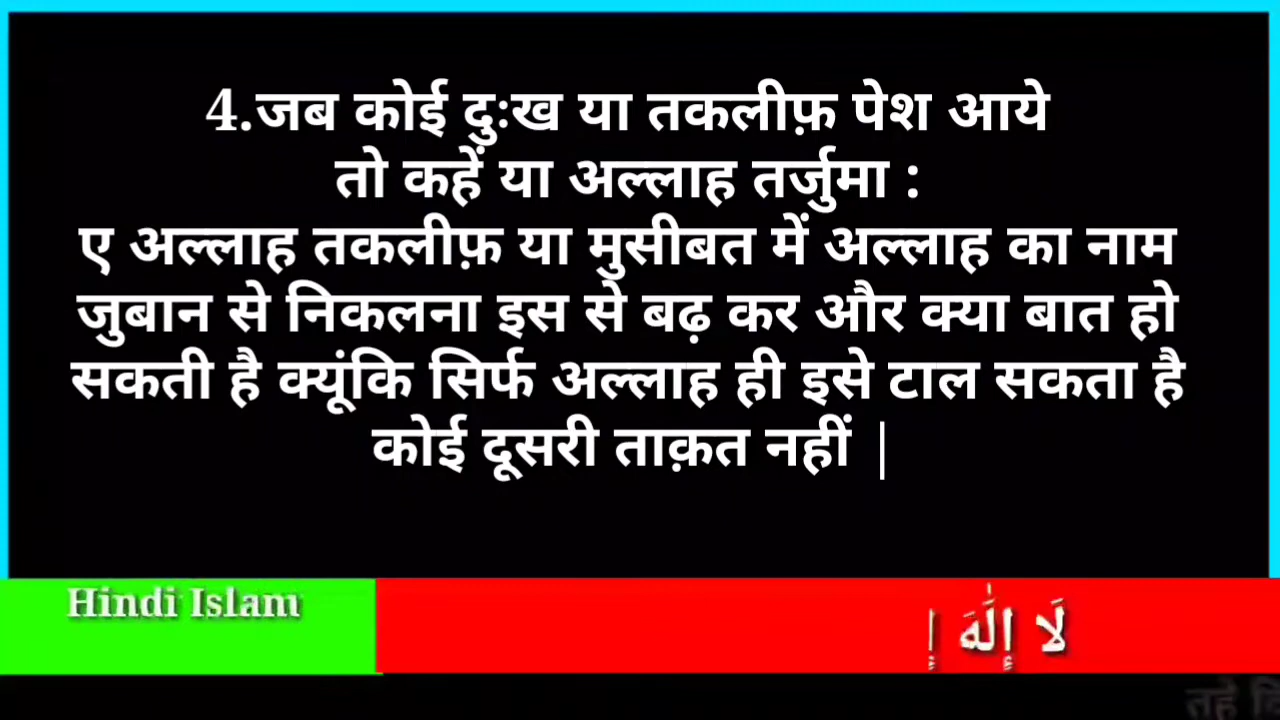 4.जब कोई दुःख या तकलीफ़ पेश आये
तो कहें या अल्लाह तर्जुमा :
ए अल्लाह तकलीफ़ या मुसीबत में अल्लाह का नाम
जुबान से निकलना इस से बढ़ कर और क्या बात हो
सकती है क्यूंकि सिर्फ अल्लाह ही इसे टाल सकता है
कोई दूसरी ताक़त नहीं |
Hindi Islam
لَا إِلَٰهَ إِ